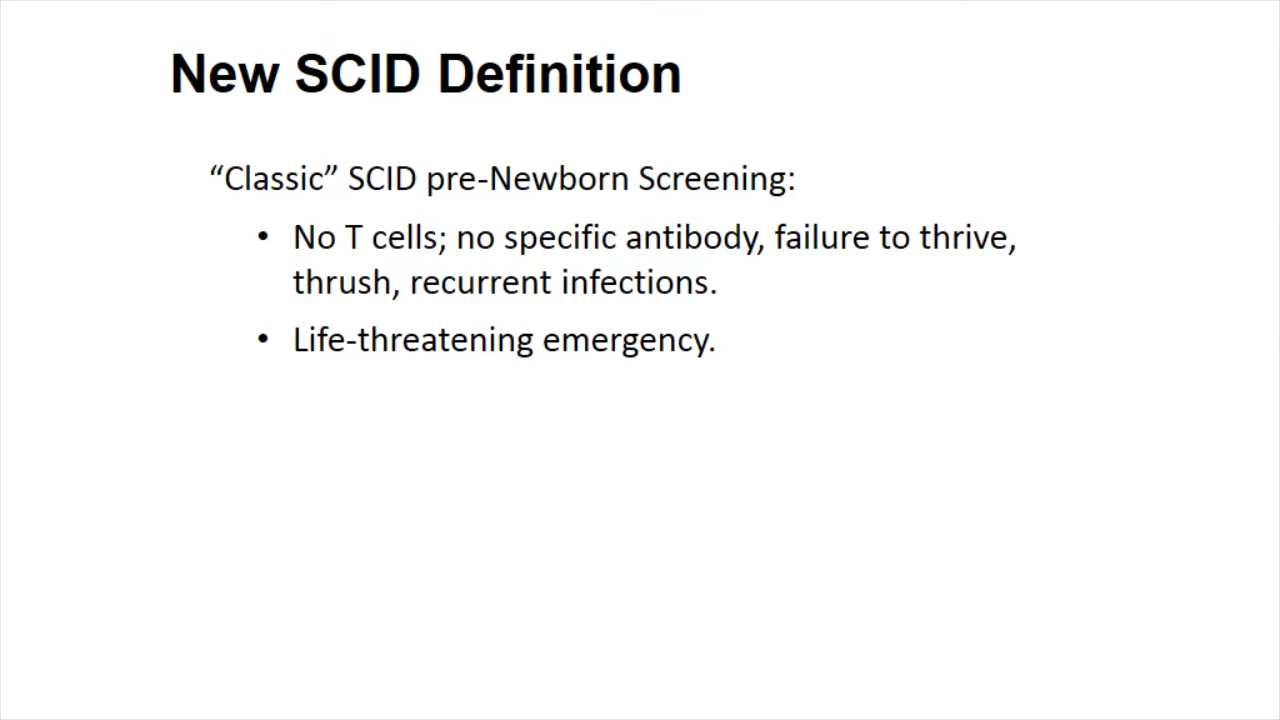 New SCID Definition
“Classic” SCID pre-Newborn Screening:
• No T cells; no specific antibody, failure to thrive,
thrush, recurrent infections.
• Life-threatening emergency.